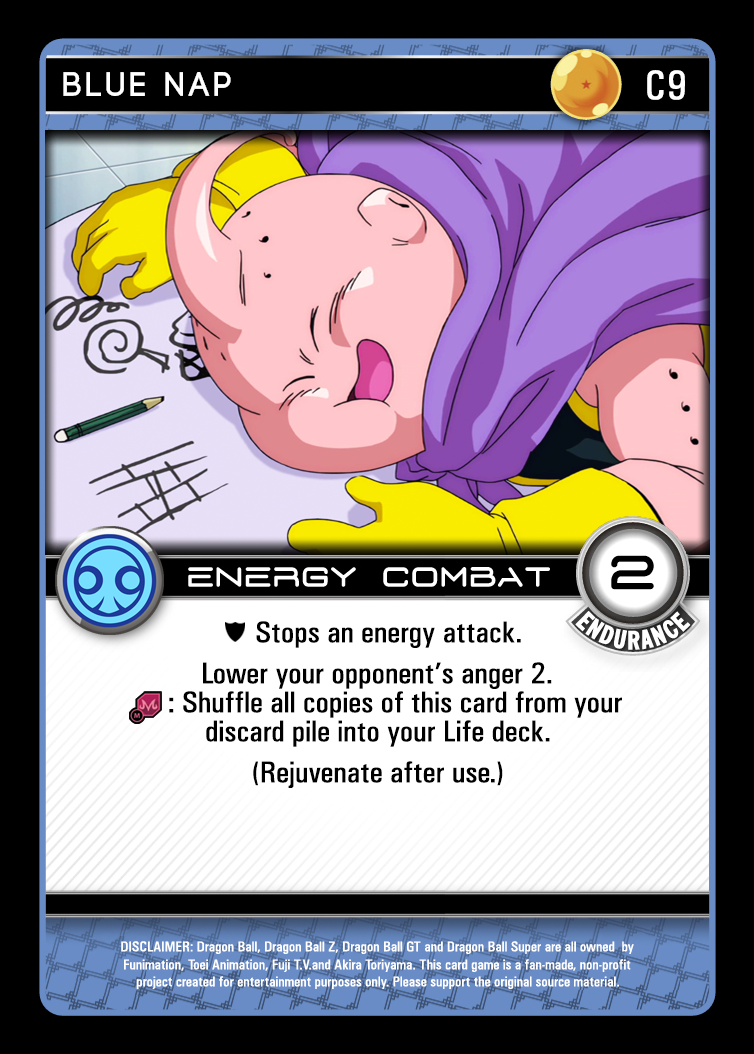 BLUE NAP
C9
ENERGY COMBAT
2
ENDURANCE
Stops an energy attack.
Lower your opponent's anger 2.
M : Shuffle all copies of this card from your
discard pile into your Life deck.
(Rejuvenate after use.)
DISCLAIMER: Dragon Ball, Dragon Ball Z, Dragon Ball GT and Dragon Ball Super are all owned by
Funimation, Toei Animation, Fuji T.V.and Akira Toriyama. This card game is a fan-made, non-profit
project created for entertainment purposes only. Please support the original source material.